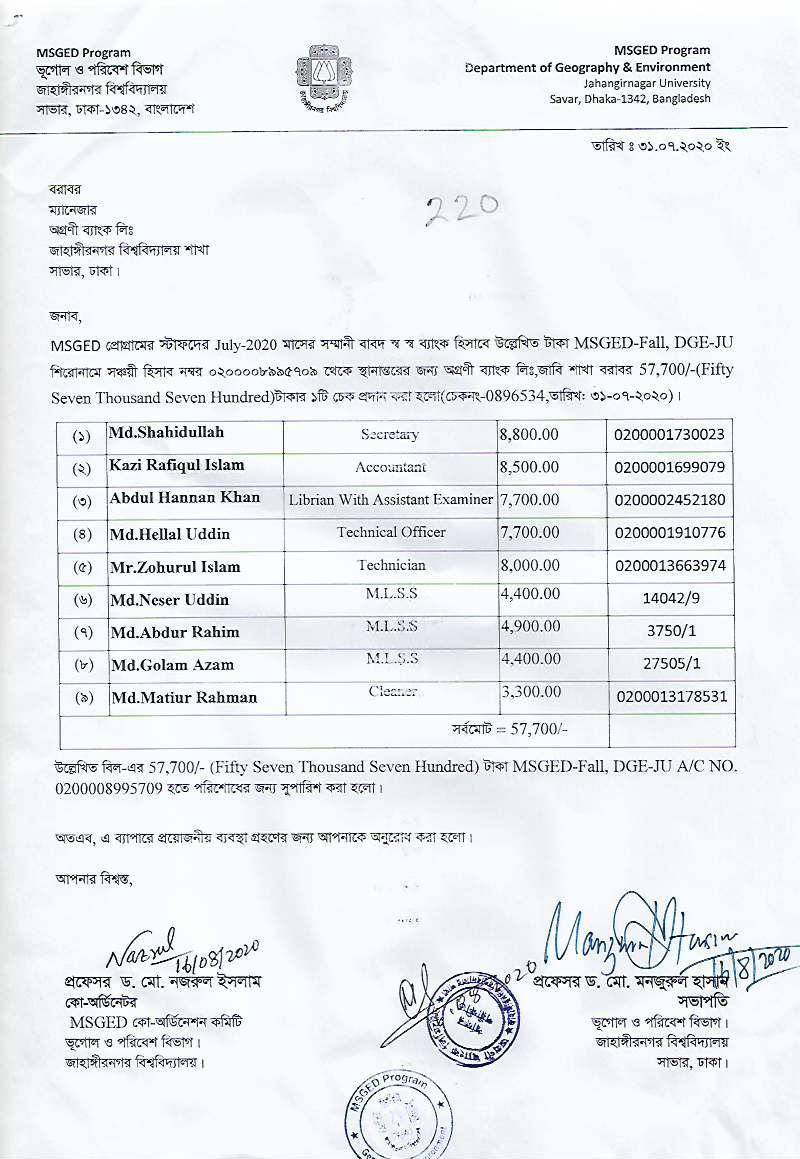 MSGED Program
ভূগোল ও পরিবেশ বিভাগ
জাহাঙ্গীরনগর বিশ্ববিদ্যালয়
সাভার, ঢাকা-১৩৪২, বাংলাদেশ
MSGED Program
Department of Geography & Environment
Jahangirnagar University
Savar, Dhaka-1342, Bangladesh
তারিখ ঃ ৩১.০৭.২০২০ ইং
220
বরাবর
ম্যানেজার
অগ্রণী ব্যাংক লিঃ
জাহাঙ্গীরনগর বিশ্ববিদ্যালয় শাখা
সাভার, ঢাকা।
জনাব,
MSGED প্রোগ্রামের স্টাফদের July-2020 মাসের সম্মানী বাবদ স্ব স্ব ব্যাংক হিসাবে উল্লেখিত টাকা MSGED-Fall, DGE-JU
শিরোনামে সঞ্চয়ী হিসাব নম্বর ০২০০০০৮৯৯৫৭০৯ থেকে স্থানান্তরের জন্য অগ্রণী ব্যাংক লিঃ,জাবি শাখা বরাবর 57,700/-(Fifty
Seven Thousand Seven Hundred)টাকার ১টি চেক প্রদান করা হলো(চেকনং-0896534,তারিখ: ৩১-০৭-২০২০)।
(১) Md.Shahidullah Secretary 8,800.00 0200001730023
(২) Kazi Rafiqul Islam Accountant 8,500.00 0200001699079
(৩) Abdul Hannan Khan Librian With Assistant Examiner 7,700.00 0200002452180
(৪) Md.Hellal Uddin Technical Officer 7,700.00 0200001910776
(৫) Mr.Zohurul Islam Technician 8,000.00 0200013663974
(৬) Md.Neser Uddin M.L.S.S 4,400.00 14042/9
(৭) Md.Abdur Rahim M.L.S.S 4,900.00 3750/1
(৮) Md.Golam Azam M.L.S.S 4,400.00 27505/1
(৯) Md.Matiur Rahman Cleaner 3,300.00 0200013178531
সর্বমোট = 57,700/-
উল্লেখিত বিল-এর 57,700/- (Fifty Seven Thousand Seven Hundred) টাকা MSGED-Fall, DGE-JU A/C NO.
0200008995709 হতে পরিশোধের জন্য সুপারিশ করা হলো।
অতএব, এ ব্যাপারে প্রয়োজনীয় ব্যবস্থা গ্রহণের জন্য আপনাকে অনুরোধ করা হলো।
আপনার বিশ্বস্ত,
Nazrul
16/08/2020
প্রফেসর ড. মো. নজরুল ইসলাম
কো-অর্ডিনেটর
MSGED কো-অর্ডিনেশন কমিটি
ভূগোল ও পরিবেশ বিভাগ।
জাহাঙ্গীরনগর বিশ্ববিদ্যালয়।
16/8/2020
প্রফেসর ড. মো. মনজুরুল হাসান
সভাপতি
ভূগোল ও পরিবেশ বিভাগ।
জাহাঙ্গীরনগর বিশ্ববিদ্যালয়
সাভার, ঢাকা।
MSGED Program